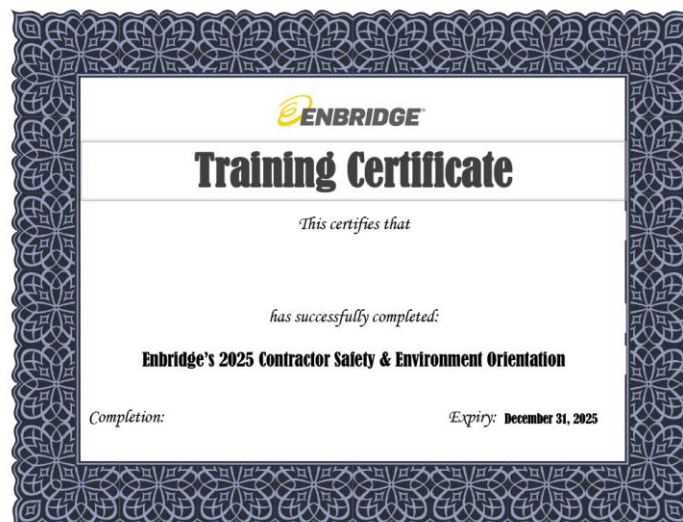 ENBRIDGE
Training Certificate
This certifies that
has successfully completed:
Enbridge's 2025 Contractor Safety & Environment Orientation
Completion:
Expiry: December 31, 2025